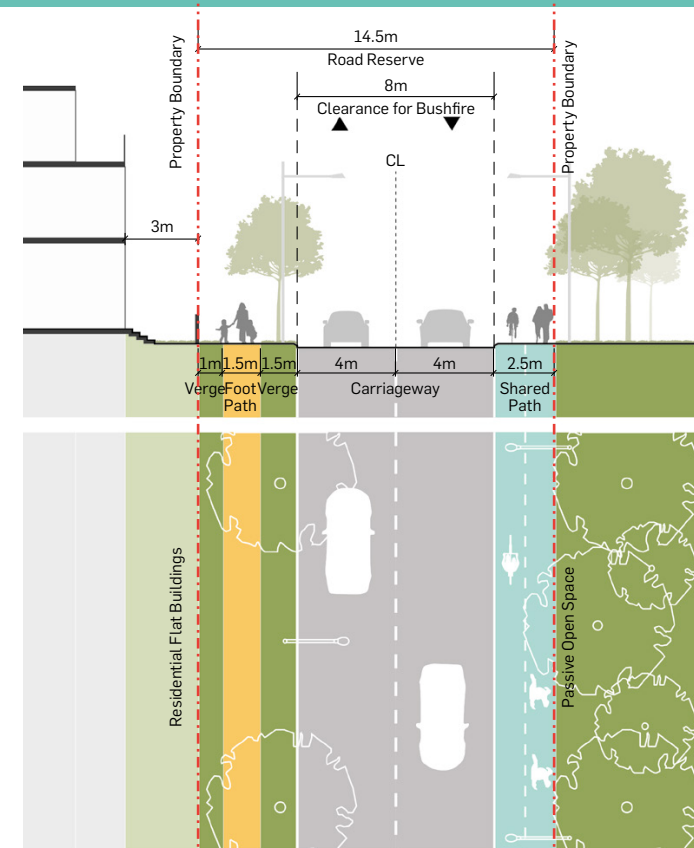 14.5m
Road Reserve
Property Boundary
Property Boundary
8m
Clearance for Bushfire
CL
3m
1m
1.5m
1.5m
4m
4m
2.5m
Verge
Foot
Path
Verge
Carriageway
Shared
Path
Residential Flat Buildings
Passive Open Space